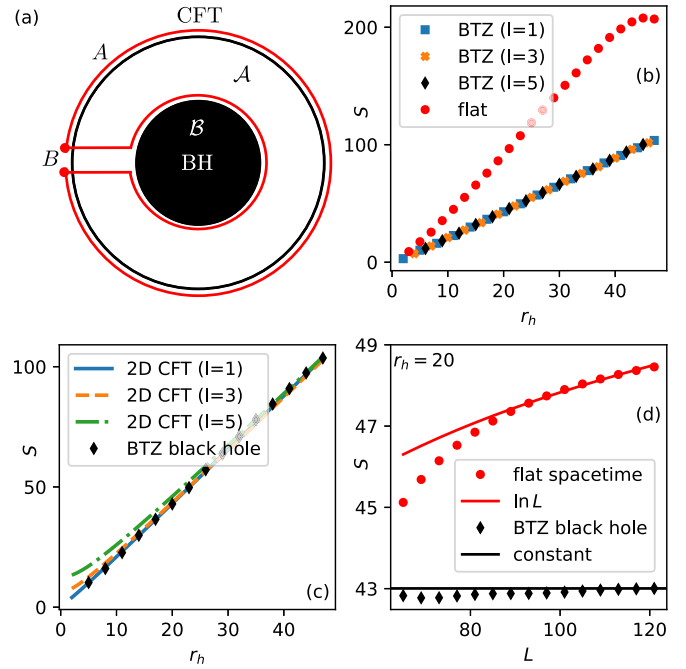 (a)
CFT
A
𝒜
B
ℬ
BH
200
100
0
S
BTZ (l=1)
BTZ (l=3)
BTZ (l=5)
flat
(b)
0
10
20
30
40
r_h
100
50
0
S
2D CFT (l=1)
2D CFT (l=3)
2D CFT (l=5)
BTZ black hole
(c)
0
10
20
30
40
r_h
49
47
45
43
S
r_h = 20
(d)
flat spacetime
ln L
BTZ black hole
constant
80
100
120
L